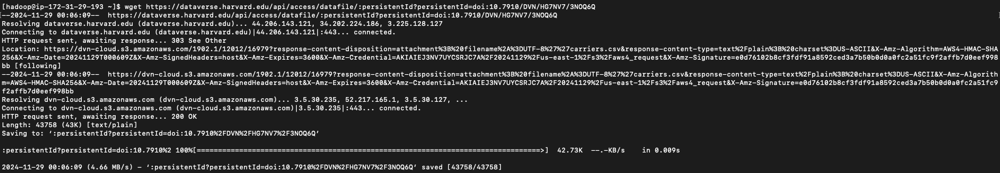 [hadoop@ip-172-31-29-193 ~]$ wget https://dataverse.harvard.edu/api/access/datafile/:persistentId?persistentId=doi:10.7910/DVN/HG7NV7/3NOQ6Q
--2024-11-29 00:06:09--  https://dataverse.harvard.edu/api/access/datafile/:persistentId?persistentId=doi:10.7910/DVN/HG7NV7/3NOQ6Q
Resolving dataverse.harvard.edu (dataverse.harvard.edu)... 44.206.143.121, 34.202.224.186, 3.225.128.127
Connecting to dataverse.harvard.edu (dataverse.harvard.edu)|44.206.143.121|:443... connected.
HTTP request sent, awaiting response... 303 See Other
Location: https://dvn-cloud.s3.amazonaws.com/1902.1/12012/16979?response-content-disposition=attachment%3B%20filename%2A%3DUTF-8%27%27carriers.csv&response-content-type=text%2Fplain%3B%20charset%3DUS-ASCII&X-Amz-Algorithm=AWS4-HMAC-SHA
256&X-Amz-Date=20241129T000609Z&X-Amz-SignedHeaders=host&X-Amz-Expires=3600&X-Amz-Credential=AKIAIEJ3NV7UYCSRJC7A%2F20241129%2Fus-east-1%2Fs3%2Faws4_request&X-Amz-Signature=e0d76102b8cf3fdf91a8592ced3a7b50b0d0a0fc2a51fc9f2affb7d0eef998
bb [following]
--2024-11-29 00:06:09--  https://dvn-cloud.s3.amazonaws.com/1902.1/12012/16979?response-content-disposition=attachment%3B%20filename%2A%3DUTF-8%27%27carriers.csv&response-content-type=text%2Fplain%3B%20charset%3DUS-ASCII&X-Amz-Algorith
m=AWS4-HMAC-SHA256&X-Amz-Date=20241129T000609Z&X-Amz-SignedHeaders=host&X-Amz-Expires=3600&X-Amz-Credential=AKIAIEJ3NV7UYCSRJC7A%2F20241129%2Fus-east-1%2Fs3%2Faws4_request&X-Amz-Signature=e0d76102b8cf3fdf91a8592ced3a7b50b0d0a0fc2a51fc9
f2affb7d0eef998bb
Resolving dvn-cloud.s3.amazonaws.com (dvn-cloud.s3.amazonaws.com)... 3.5.30.235, 52.217.165.1, 3.5.30.127, ...
Connecting to dvn-cloud.s3.amazonaws.com (dvn-cloud.s3.amazonaws.com)|3.5.30.235|:443... connected.
HTTP request sent, awaiting response... 200 OK
Length: 43758 (43K) [text/plain]
Saving to: ‘:persistentId?persistentId=doi:10.7910%2FDVN%2FHG7NV7%2F3NOQ6Q’
:persistentId?persistentId=doi:10.7910%2 100%[==================================================================================>]  42.73K  --.-KB/s    in 0.009s
2024-11-29 00:06:09 (4.66 MB/s) - ‘:persistentId?persistentId=doi:10.7910%2FDVN%2FHG7NV7%2F3NOQ6Q’ saved [43758/43758]